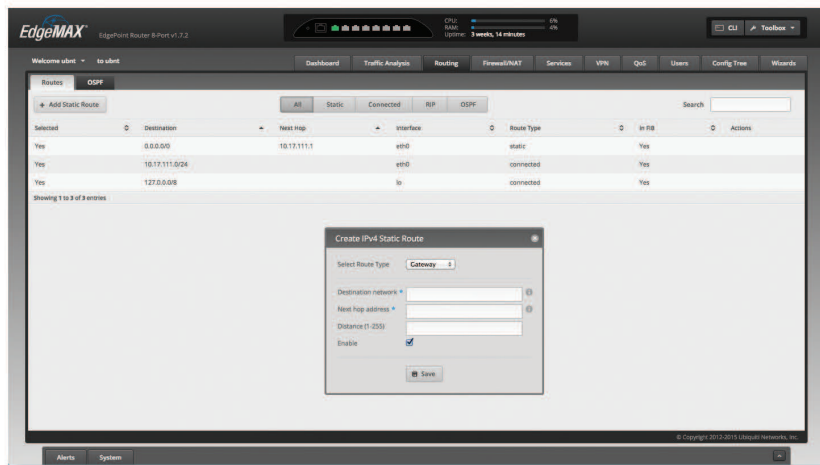 EdgeMAX EdgePoint Router 8-Port v1.7.2
CPU: 6%
RAM: 4%
Uptime: 3 weeks, 14 minutes
CLI Toolbox
Welcome ubnt to ubnt
Dashboard Traffic Analysis Routing Firewall/NAT Services VPN QoS Users Config Tree Wizards
Routes OSPF
+ Add Static Route All Static Connected RIP OSPF Search
Selected Destination Next Hop Interface Route Type In FIB Actions
Yes 0.0.0.0/0 10.17.111.1 eth0 static Yes
Yes 10.17.111.0/24 eth0 connected Yes
Yes 127.0.0.0/8 lo connected Yes
Showing 1 to 3 of 3 entries
Create IPv4 Static Route
Select Route Type Gateway
Destination network *
Next hop address *
Distance (1-255)
Enable
Save
© Copyright 2012-2015 Ubiquiti Networks, Inc.
Alerts System